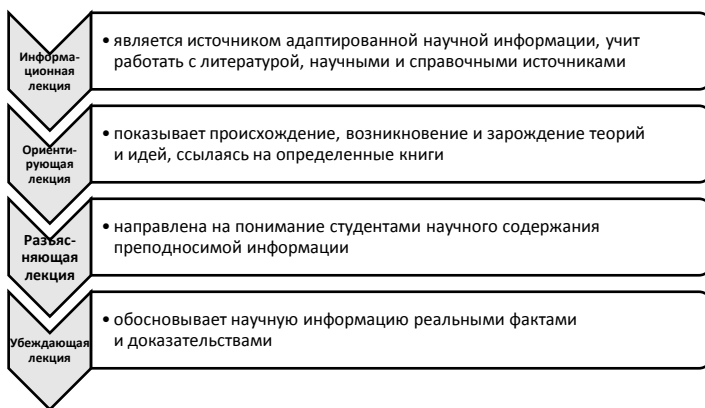 Информа-
ционная
лекция
• является источником адаптированной научной информации, учит
работать с литературой, научными и справочными источниками
Ориенти-
рующая
лекция
• показывает происхождение, возникновение и зарождение теорий
и идей, ссылаясь на определенные книги
Разъяс-
няющая
лекция
• направлена на понимание студентами научного содержания
преподносимой информации
Убеждающая
лекция
• обосновывает научную информацию реальными фактами
и доказательствами